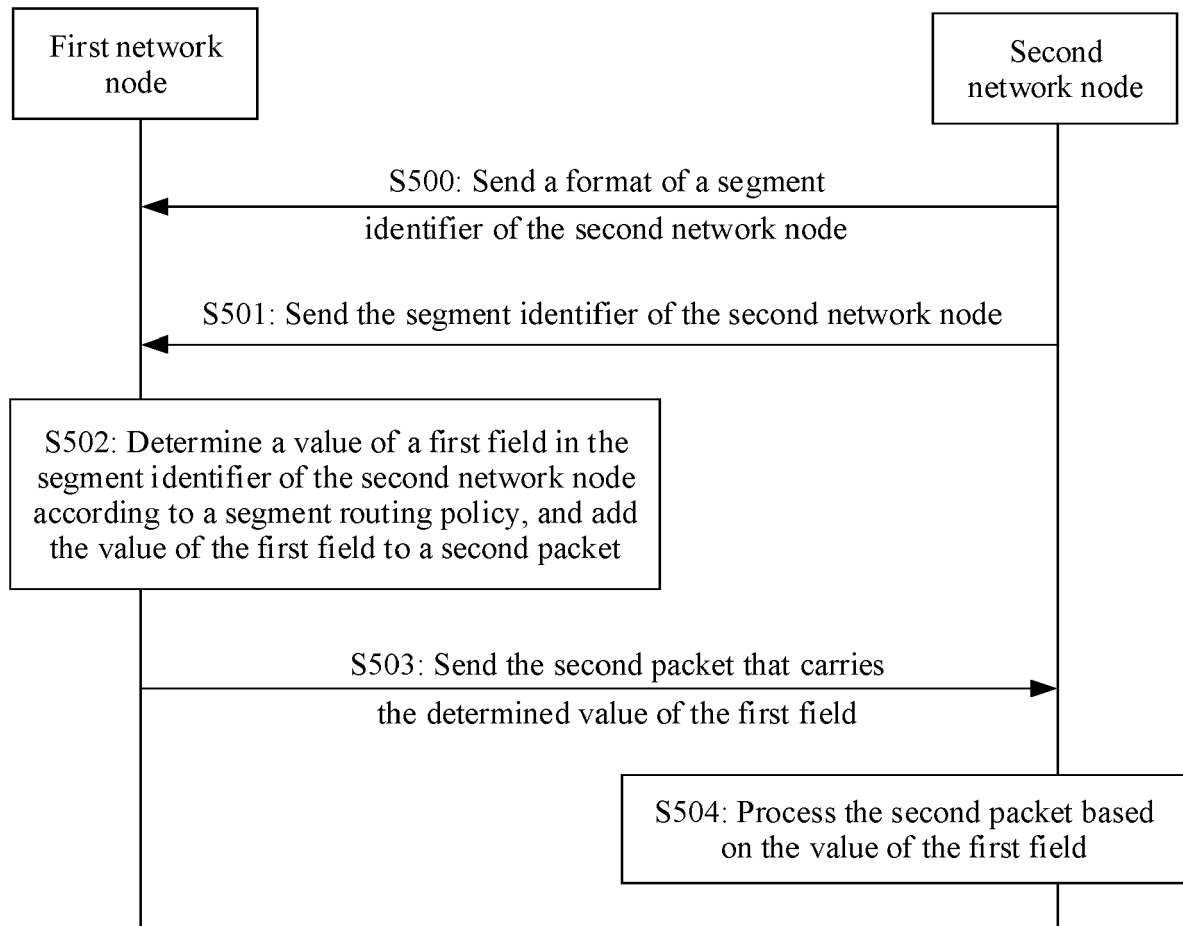 First network
node
Second
network node
S500: Send a format of a segment
identifier of the second network node
S501: Send the segment identifier of the second network node
S502: Determine a value of a first field in the
segment identifier of the second network node
according to a segment routing policy, and add
the value of the first field to a second packet
S503: Send the second packet that carries
the determined value of the first field
S504: Process the second packet based
on the value of the first field